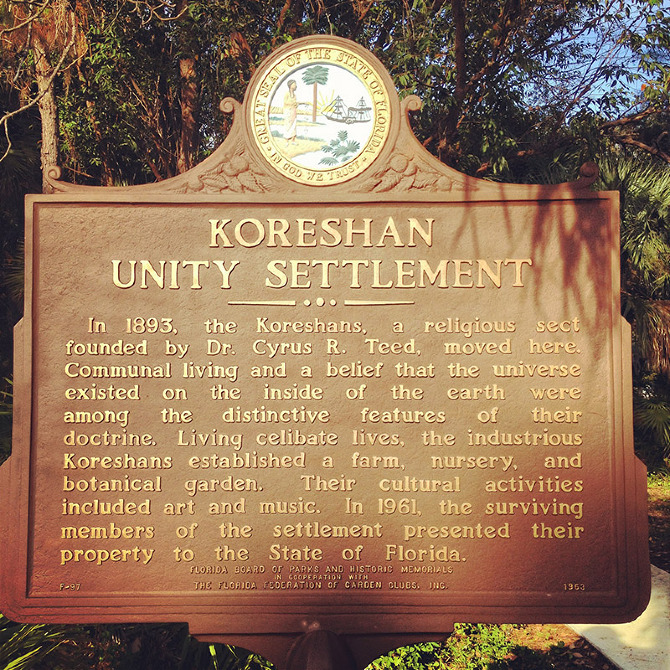 GREAT SEAL OF THE STATE OF FLORIDA
IN GOD WE TRUST
KORESHAN
UNITY SETTLEMENT
In 1893, the Koreshans, a religious sect
founded by Dr. Cyrus R. Teed, moved here.
Communal living and a belief that the universe
existed on the inside of the earth were
among the distinctive features of their
doctrine. Living celibate lives, the industrious
Koreshans established a farm, nursery, and
botanical garden. Their cultural activities
included art and music. In 1961, the surviving
members of the settlement presented their
property to the State of Florida.
FLORIDA BOARD OF PARKS AND HISTORIC MEMORIALS
IN COOPERATION WITH
F-97 THE FLORIDA FEDERATION OF GARDEN CLUBS, INC. 1963